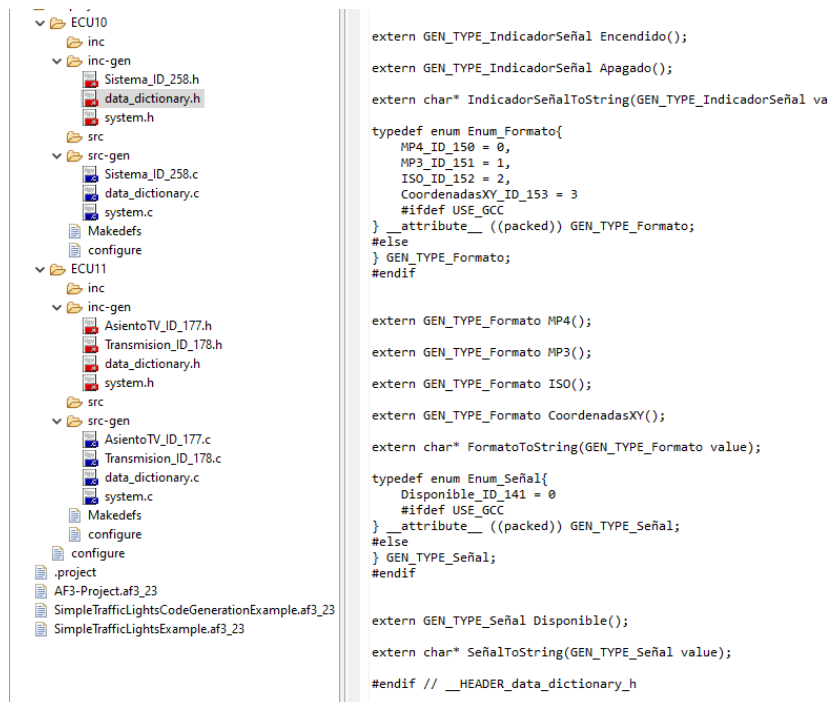 ECU10
inc
inc-gen
Sistema_ID_258.h
data_dictionary.h
system.h
src
src-gen
Sistema_ID_258.c
data_dictionary.c
system.c
Makedefs
configure
ECU11
inc
inc-gen
AsientoTV_ID_177.h
Transmision_ID_178.h
data_dictionary.h
system.h
src
src-gen
AsientoTV_ID_177.c
Transmision_ID_178.c
data_dictionary.c
system.c
Makedefs
configure
configure
.project
AF3-Project.af3_23
SimpleTrafficLightsCodeGenerationExample.af3_23
SimpleTrafficLightsExample.af3_23
extern GEN_TYPE_IndicadorSeñal Encendido();
extern GEN_TYPE_IndicadorSeñal Apagado();
extern char* IndicadorSeñalToString(GEN_TYPE_IndicadorSeñal va
typedef enum Enum_Formato{
    MP4_ID_150 = 0,
    MP3_ID_151 = 1,
    ISO_ID_152 = 2,
    CoordenadasXY_ID_153 = 3
    #ifdef USE_GCC
} __attribute__ ((packed)) GEN_TYPE_Formato;
#else
} GEN_TYPE_Formato;
#endif
extern GEN_TYPE_Formato MP4();
extern GEN_TYPE_Formato MP3();
extern GEN_TYPE_Formato ISO();
extern GEN_TYPE_Formato CoordenadasXY();
extern char* FormatoToString(GEN_TYPE_Formato value);
typedef enum Enum_Señal{
    Disponible_ID_141 = 0
    #ifdef USE_GCC
} __attribute__ ((packed)) GEN_TYPE_Señal;
#else
} GEN_TYPE_Señal;
#endif
extern GEN_TYPE_Señal Disponible();
extern char* SeñalToString(GEN_TYPE_Señal value);
#endif // __HEADER_data_dictionary_h